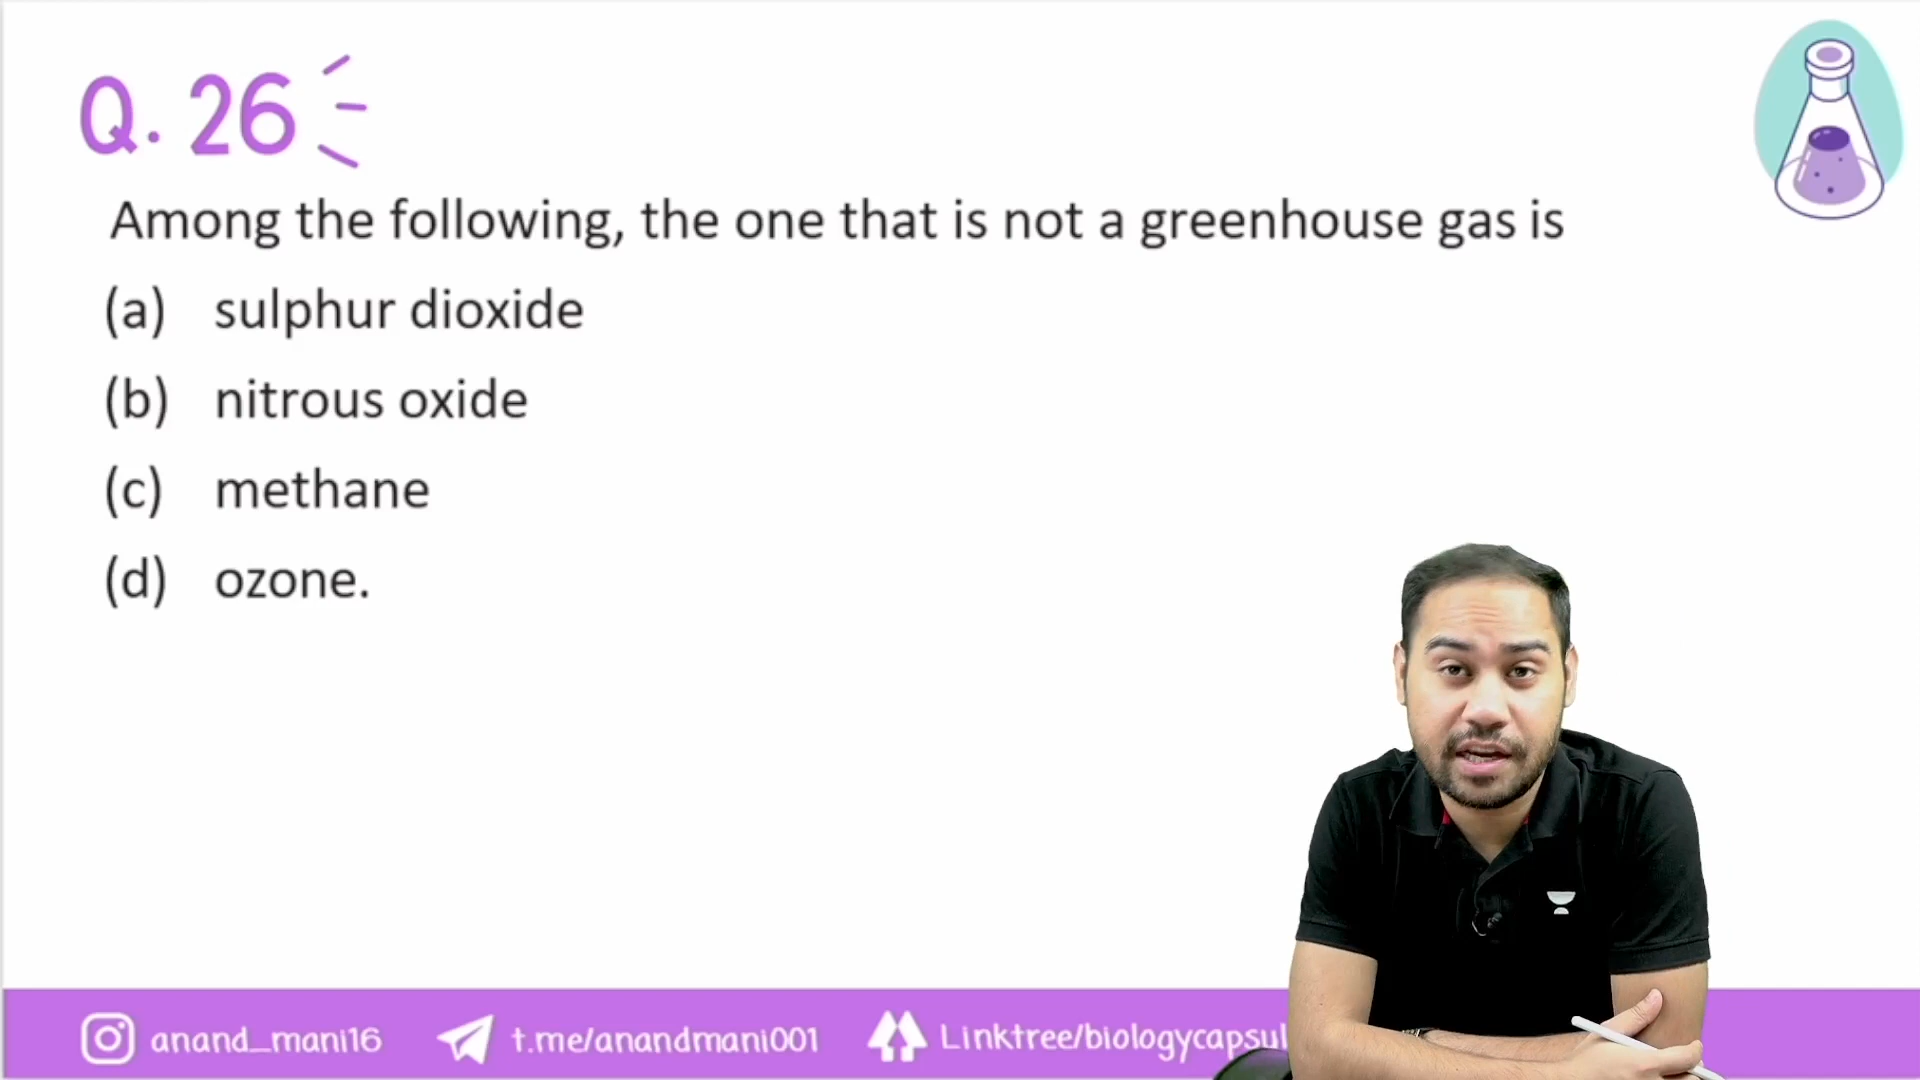 Q. 26
Among the following, the one that is not a greenhouse gas is
(a) sulphur dioxide
(b) nitrous oxide
(c) methane
(d) ozone.
anand_mani16 t.me/anandmani001 Linktree/biologycapsul